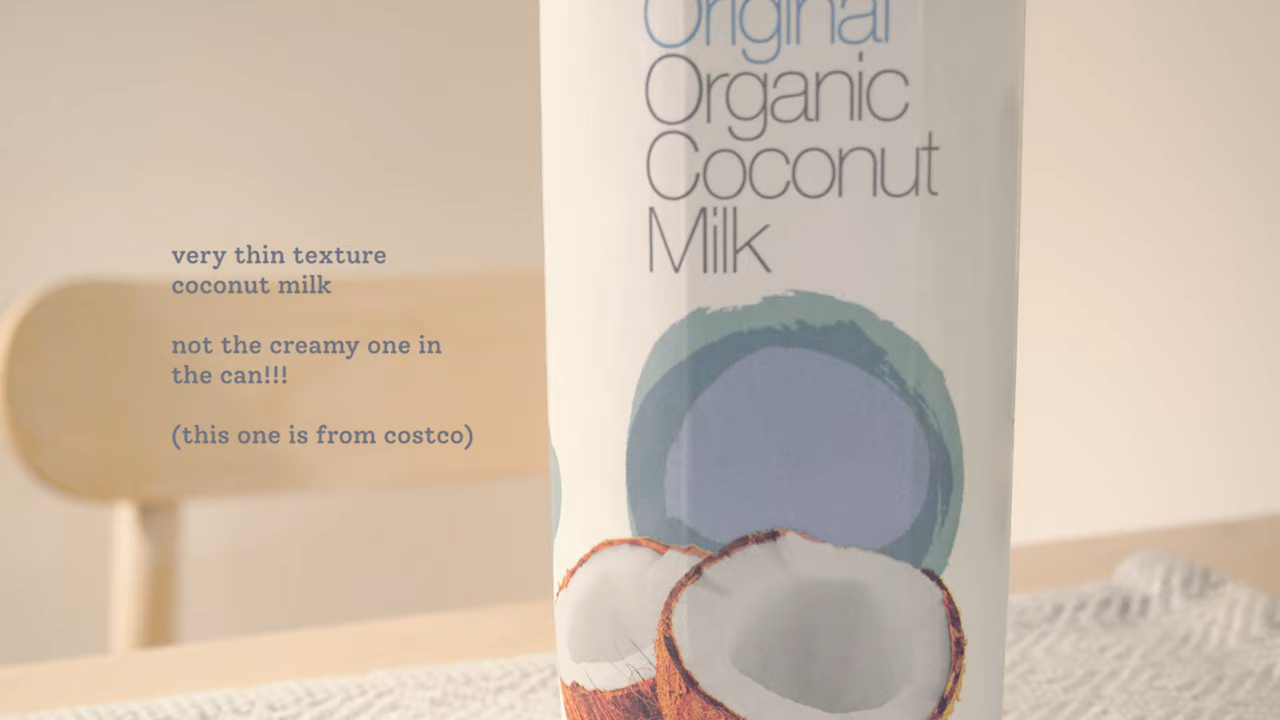 Original
Organic
Coconut
Milk
very thin texture
coconut milk
not the creamy one in
the can!!!
(this one is from costco)